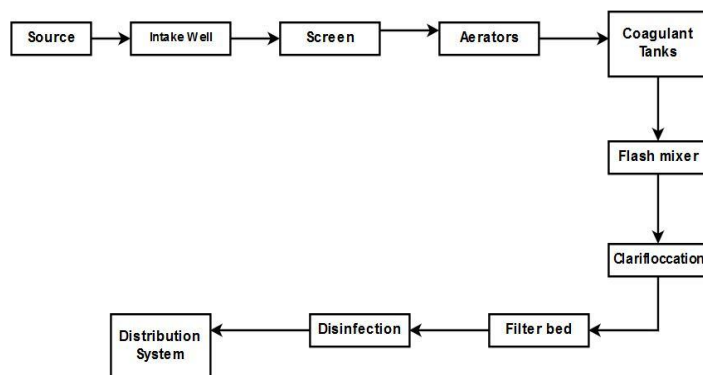 Source
Intake Well
Screen
Aerators
Coagulant
Tanks
Flash mixer
Clarifloccation
Filter bed
Disinfection
Distribution
System